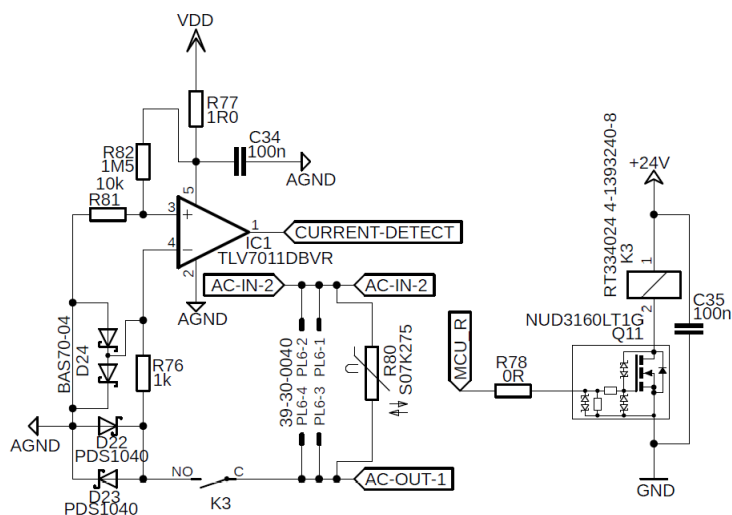 VDD
R77
1R0
C34
100n
AGND
R82
1M5
10k
R81
5
3
4
1
2
IC1
TLV7011DBVR
CURRENT-DETECT
AGND
AC-IN-2
AC-IN-2
BAS70-04
D24
R76
1k
39-30-0040
PL6-4
PL6-2
PL6-3
PL6-1
R80
S07K275
AGND
D22
PDS1040
D23
PDS1040
NO
C
K3
AC-OUT-1
RT334024 4-1393240-8
K3
+24V
1
2
C35
100n
NUD3160LT1G
Q11
MCU_R
R78
0R
GND